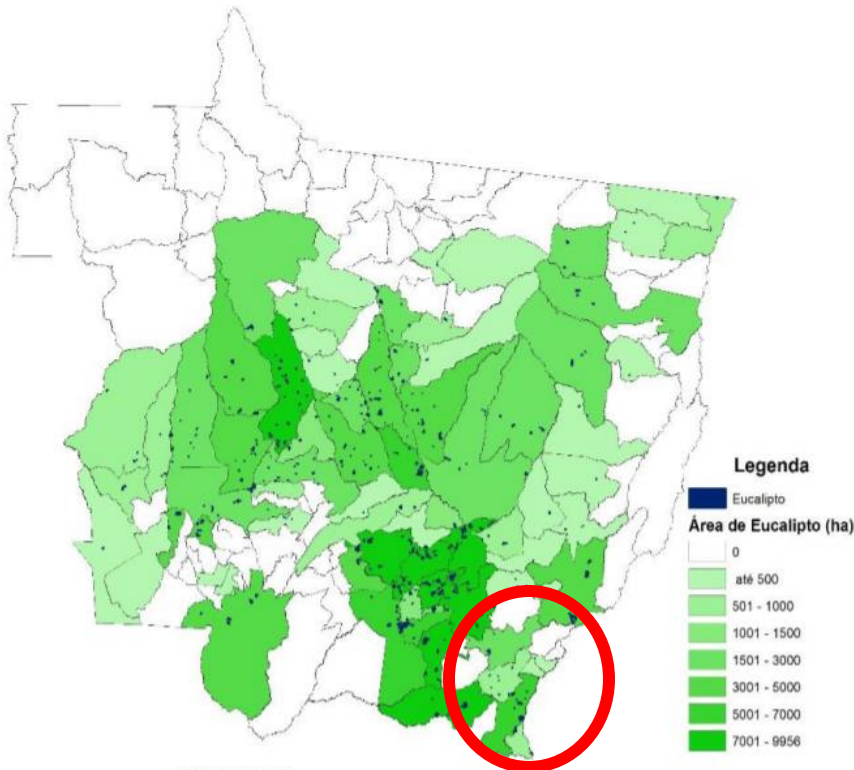 Legenda
Eucalipto
Área de Eucalipto (ha)
0
até 500
501 - 1000
1001 - 1500
1501 - 3000
3001 - 5000
5001 - 7000
7001 - 9956